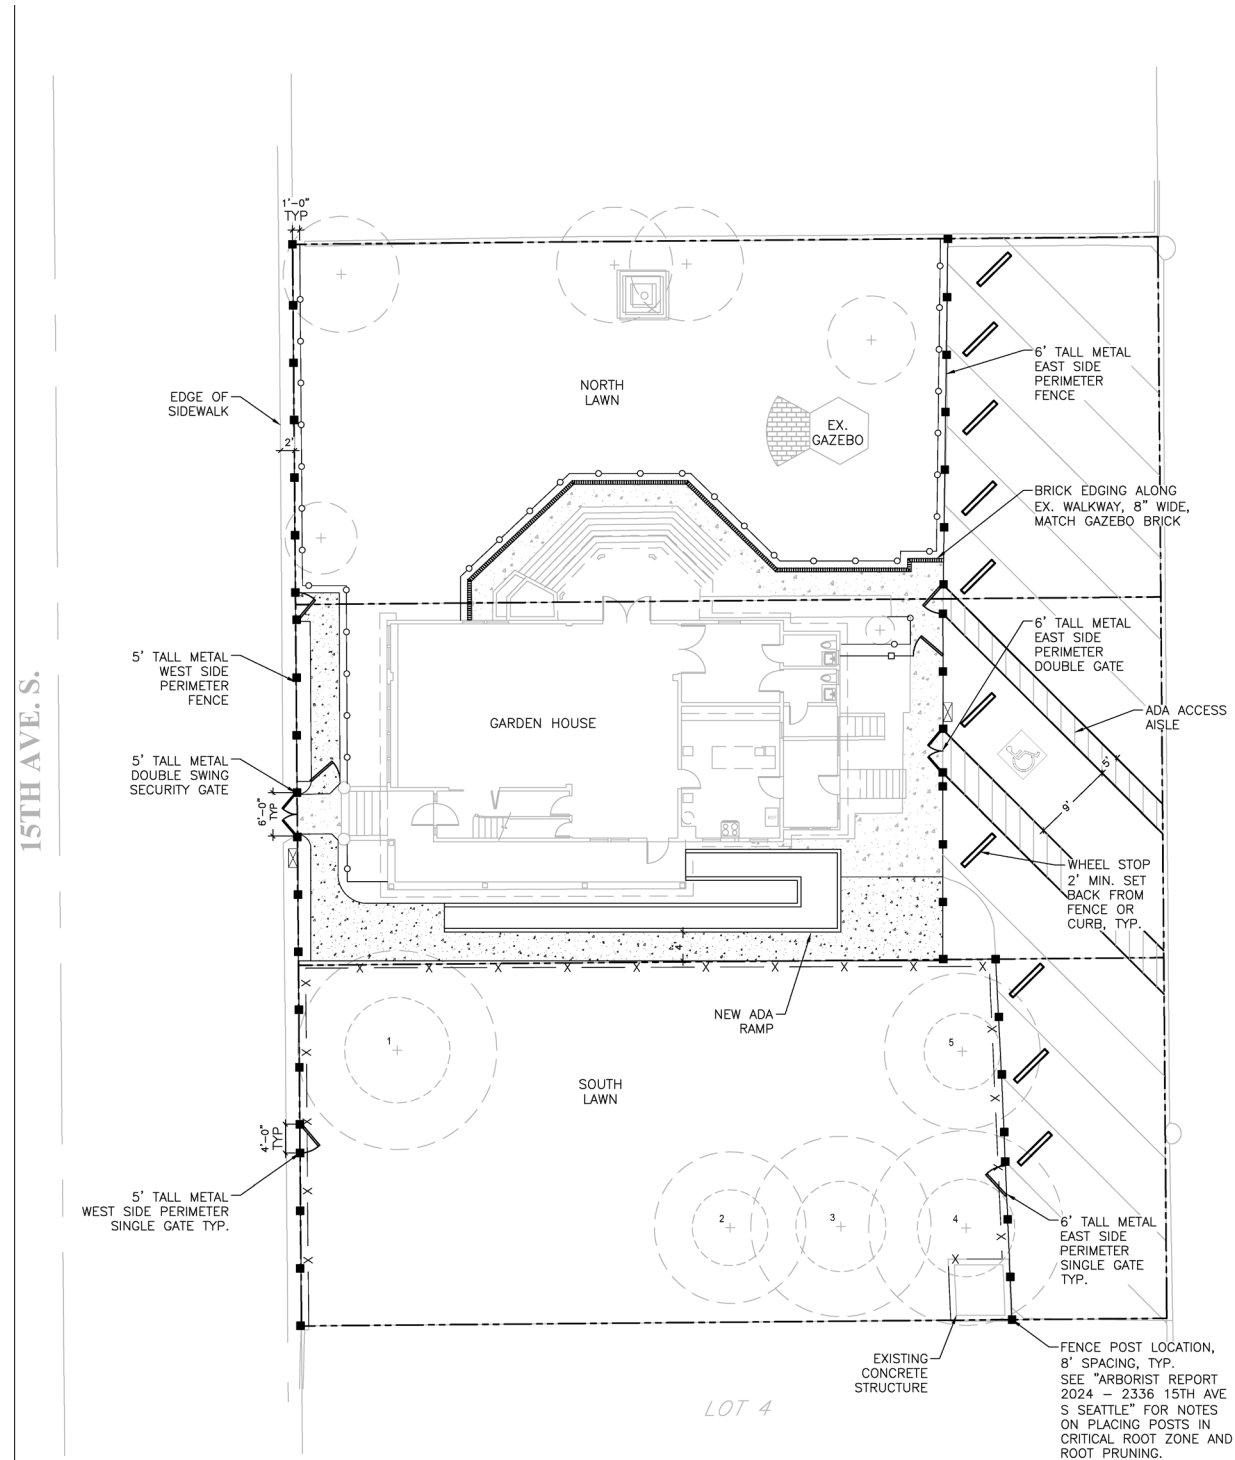 1'-0"
TYP
EDGE OF
SIDEWALK
2'
NORTH
LAWN
EX.
GAZEBO
6' TALL METAL
EAST SIDE
PERIMETER
FENCE
BRICK EDGING ALONG
EX. WALKWAY, 8" WIDE,
MATCH GAZEBO BRICK
6' TALL METAL
EAST SIDE
PERIMETER
DOUBLE GATE
5' TALL METAL
WEST SIDE
PERIMETER
FENCE
15TH AVE. S.
GARDEN HOUSE
ADA ACCESS
AISLE
5' TALL METAL
DOUBLE SWING
SECURITY GATE
6'-0"
TYP
5'
9'
WHEEL STOP
2' MIN. SET
BACK FROM
FENCE OR
CURB, TYP.
4'
NEW ADA
RAMP
1
5
SOUTH
LAWN
4'-0"
TYP
5' TALL METAL
WEST SIDE PERIMETER
SINGLE GATE TYP.
2
3
4
6' TALL METAL
EAST SIDE
PERIMETER
SINGLE GATE
TYP.
EXISTING
CONCRETE
STRUCTURE
FENCE POST LOCATION,
8' SPACING, TYP.
SEE "ARBORIST REPORT
2024 – 2336 15TH AVE
S SEATTLE" FOR NOTES
ON PLACING POSTS IN
CRITICAL ROOT ZONE AND
ROOT PRUNING.
LOT 4